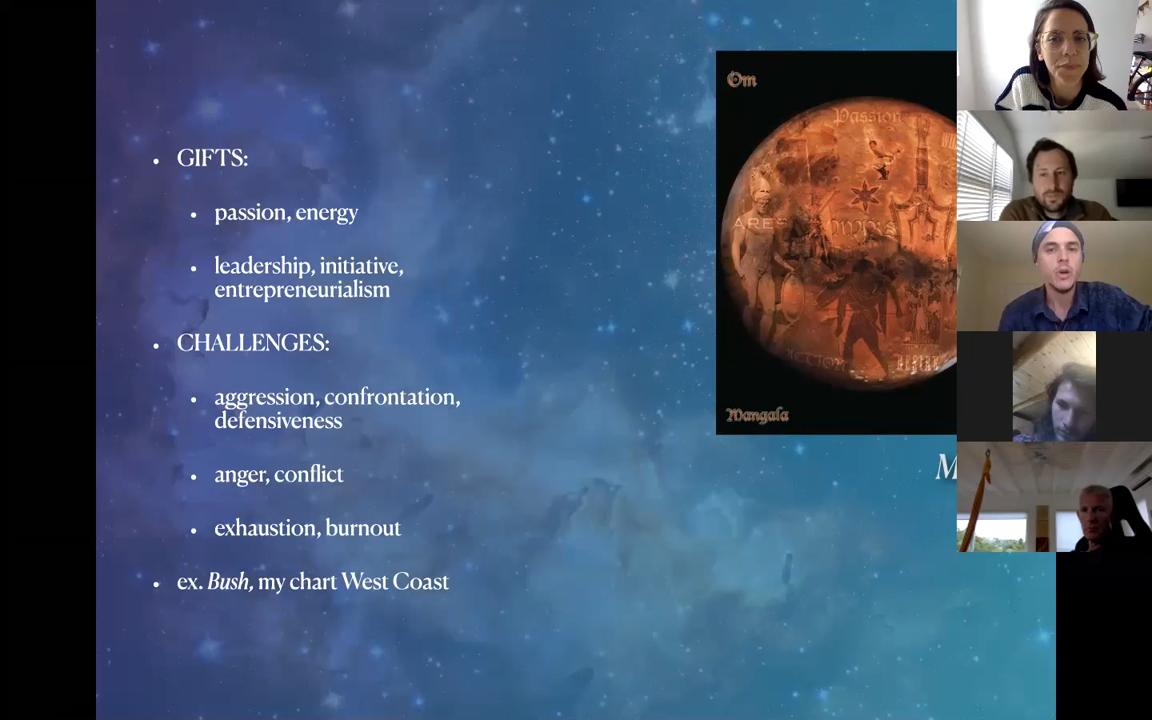 GIFTS:
passion, energy
leadership, initiative,
entrepreneurialism
CHALLENGES:
aggression, confrontation,
defensiveness
anger, conflict
exhaustion, burnout
ex. Bush, my chart West Coast
Om
Passion
ARES
Mangala
M